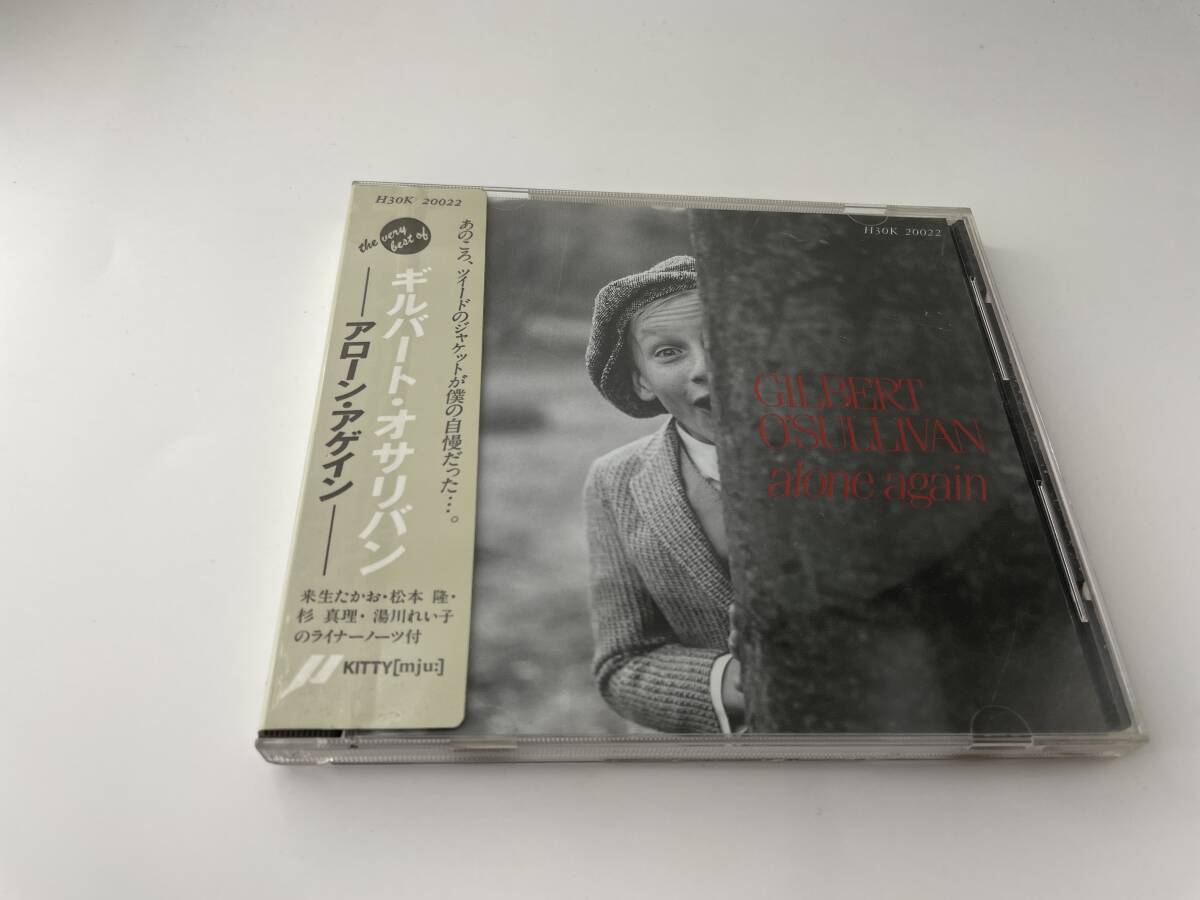 H30K 20022
the very best of
あのころ、ツイードのジャケットが僕の自慢だった…。
ギルバート・オサリバン
アローン・アゲイン
来生たかお・松本 隆・
杉 真理・湯川れい子
のライナーノーツ付
KITTY[mju:]
H30K 20022
GILBERT
O'SULLIVAN
alone again